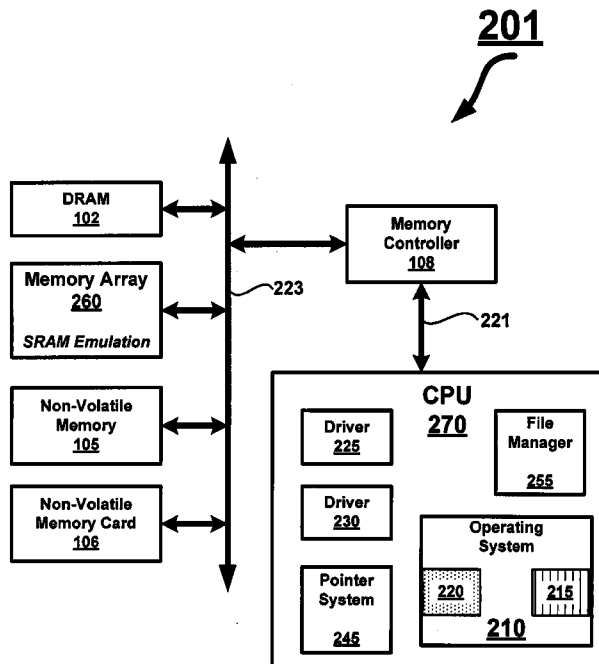 201
DRAM
102
Memory Array
260
SRAM Emulation
Non-Volatile
Memory
105
Non-Volatile
Memory Card
106
223
Memory
Controller
108
221
CPU
270
Driver
225
File
Manager
255
Driver
230
Operating
System
220
215
210
Pointer
System
245